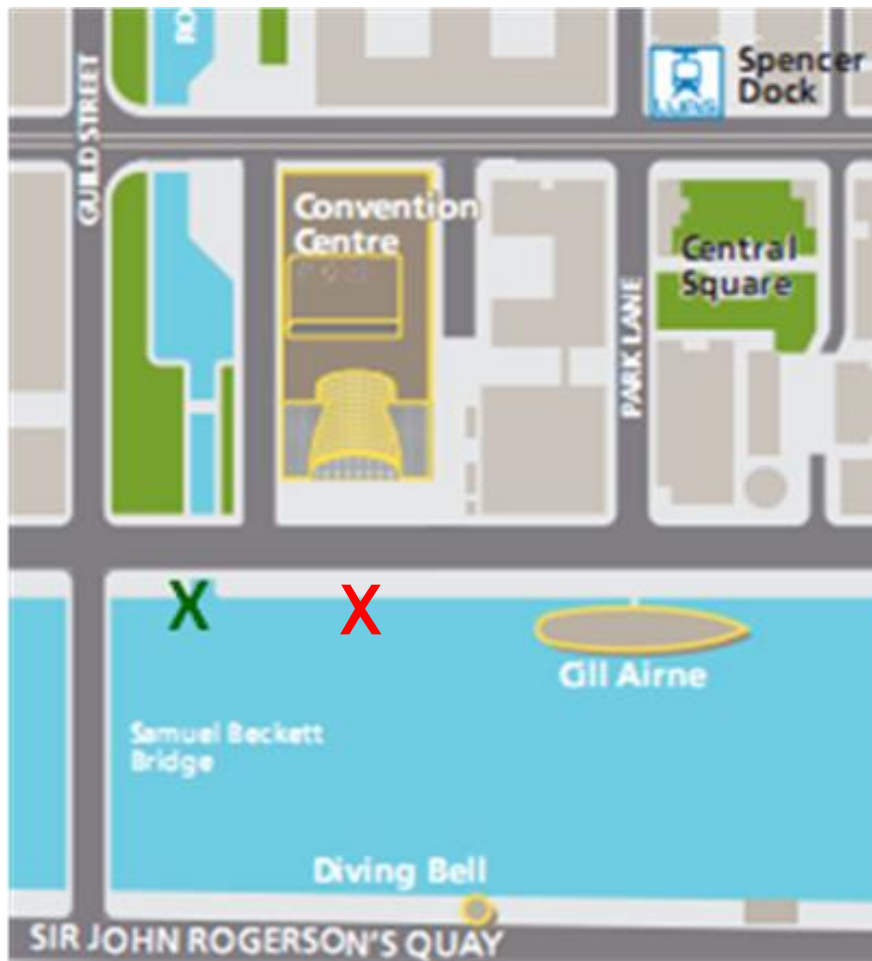 GUILD STREET
LUAS
Spencer
Dock
Convention
Centre
Central
Square
PARK LANE
X
X
Cill Airne
Samuel Beckett
Bridge
Diving Bell
SIR JOHN ROGERSON'S QUAY